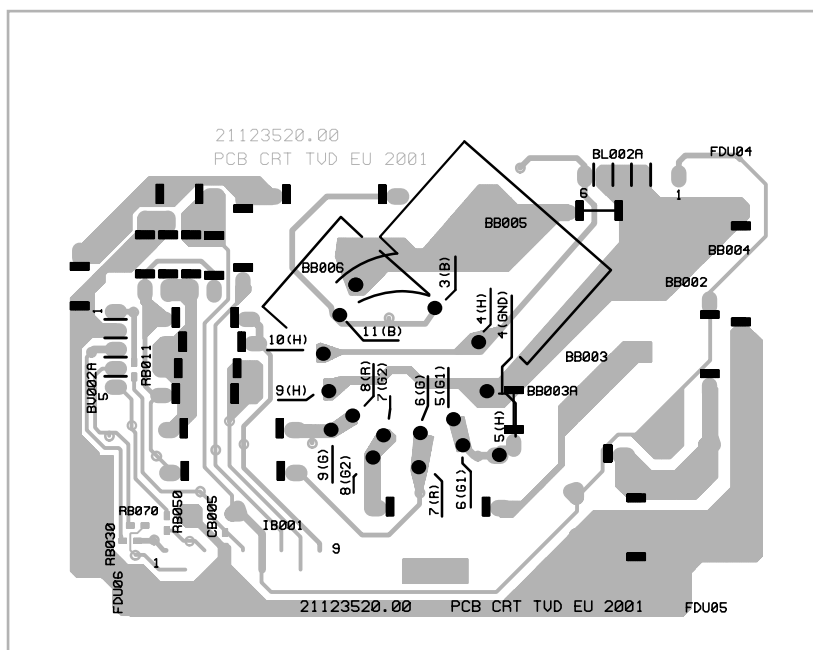 21123520.00
PCB CRT TVD EU 2001
BL002A
FDU04
6
1
BB005
BB004
BB006
3(B)
BB002
1
11(B)
4(H)
4(GND)
10(H)
RB011
BB003
BV002A
8(R)
7(G2)
6(G)
5(G1)
9(H)
BB003A
5
5(H)
9(G)
8(G2)
7(R)
6(G1)
RB070
RB050
CB005
IB001
RB030
9
1
FDU06
21123520.00 PCB CRT TVD EU 2001
FDU05